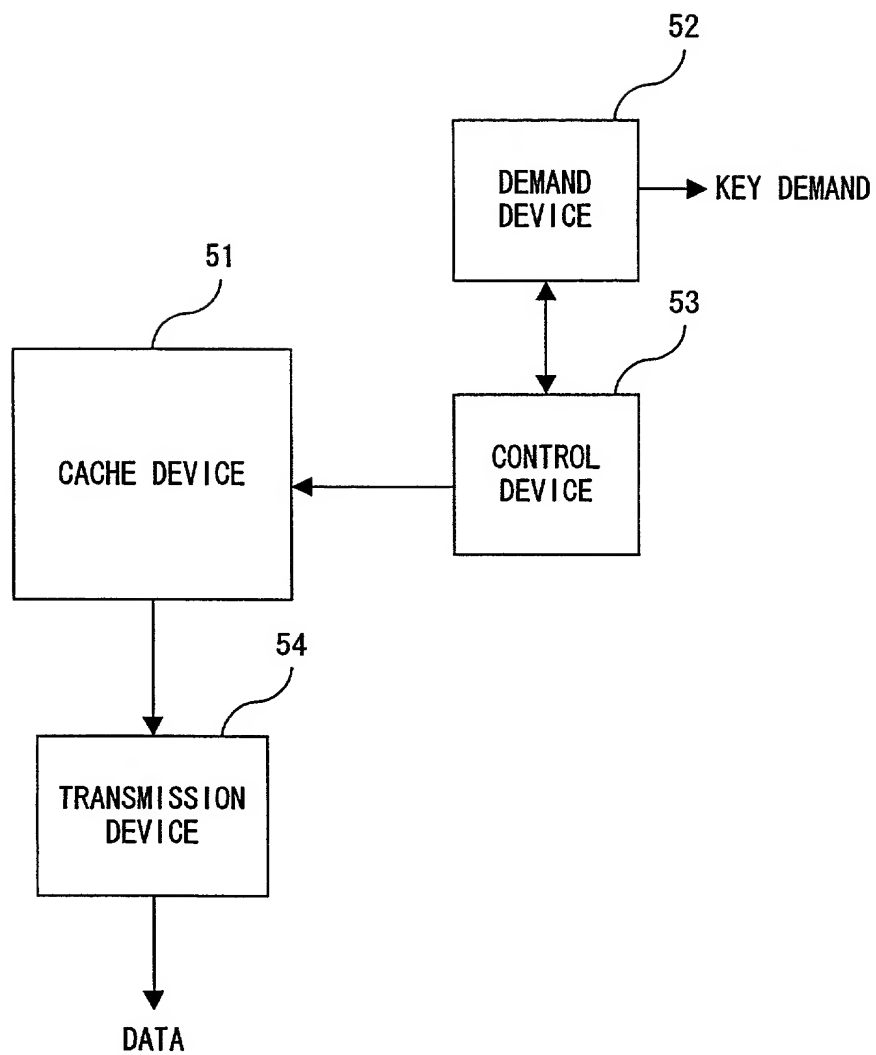 52
DEMAND
DEVICE
KEY DEMAND
51
53
CACHE DEVICE
CONTROL
DEVICE
54
TRANSMISSION
DEVICE
DATA